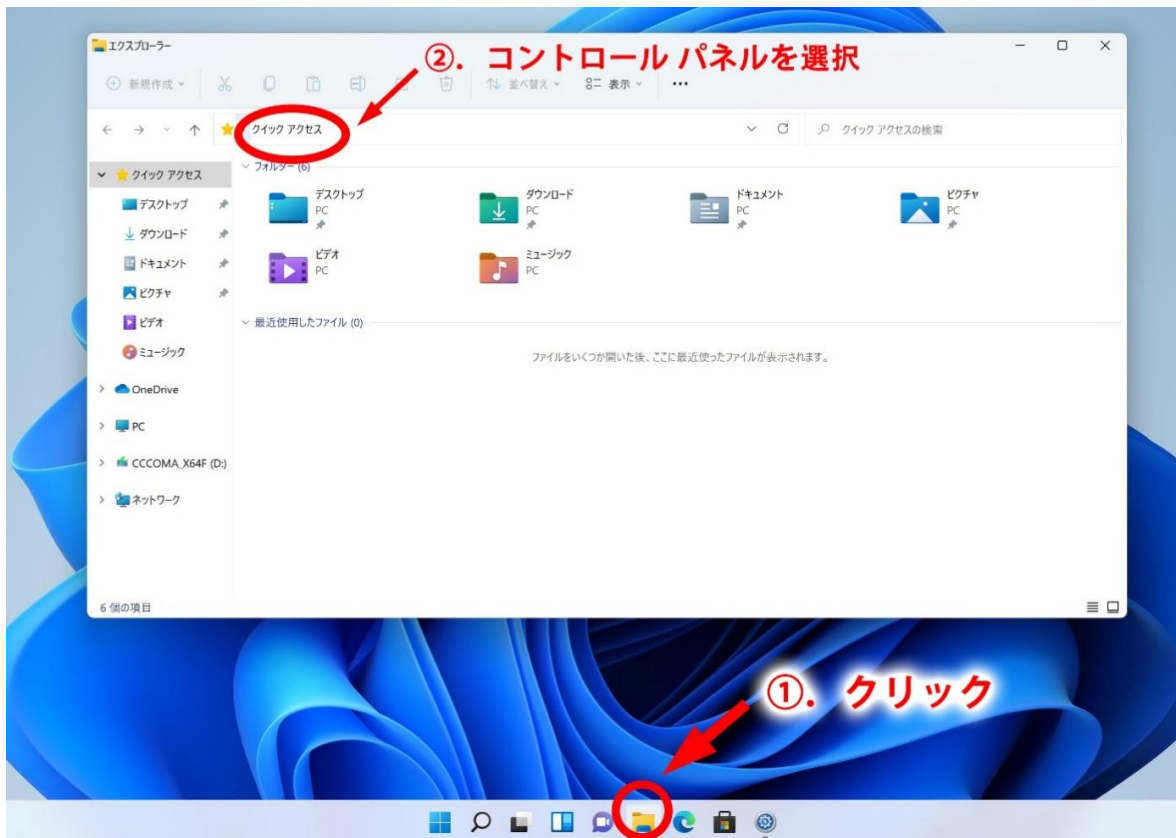 エクスプローラー
②. コントロール パネルを選択
新規作成
並べ替え
表示
クイック アクセス
クイック アクセスの検索
クイック アクセス
デスクトップ
ダウンロード
ドキュメント
ピクチャ
ビデオ
ミュージック
OneDrive
PC
CCCOMA_X64F (D:)
ネットワーク
フォルダー (6)
デスクトップ
PC
ダウンロード
PC
ドキュメント
PC
ピクチャ
PC
ビデオ
PC
ミュージック
PC
最近使用したファイル (0)
ファイルをいくつか開いた後、ここに最近使ったファイルが表示されます。
6 個の項目
①. クリック